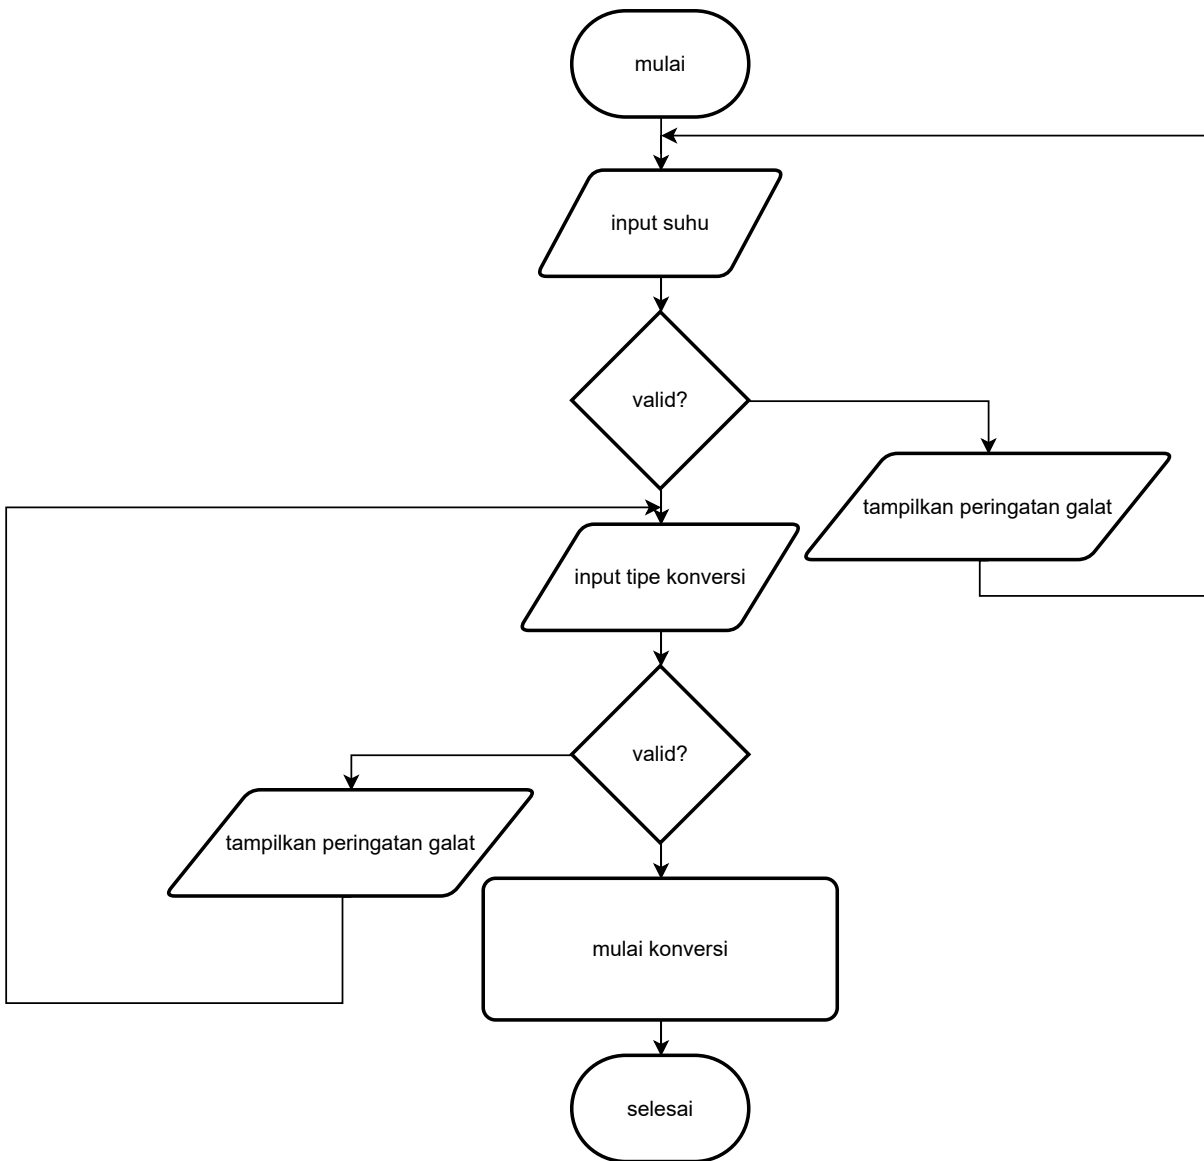 mulai
input suhu
valid?
tampilkan peringatan galat
input tipe konversi
valid?
tampilkan peringatan galat
mulai konversi
selesai